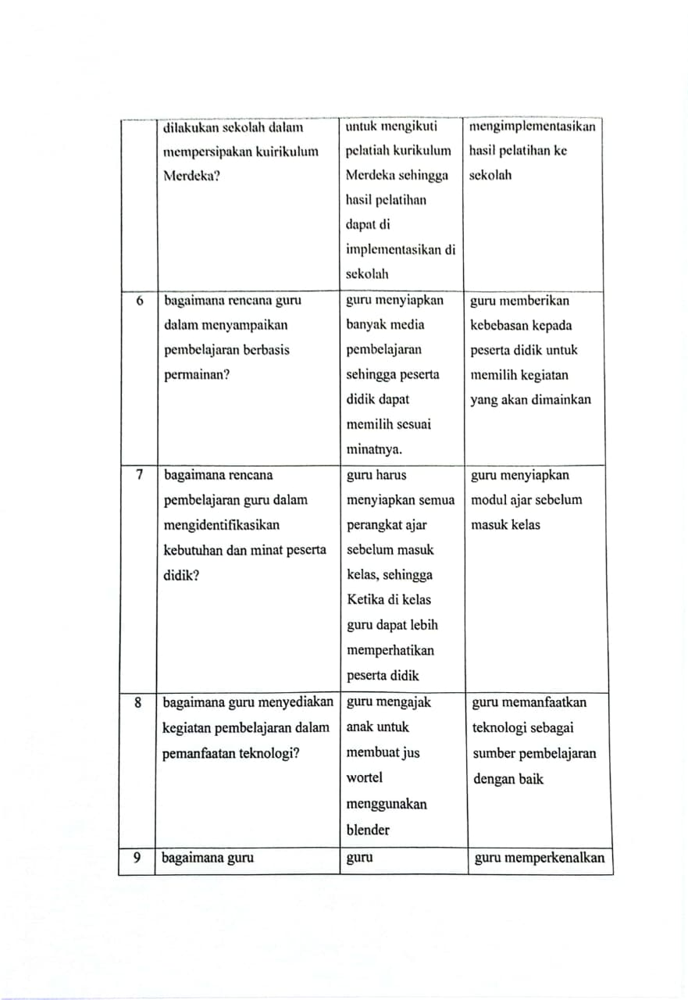 dilakukan sekolah dalam
mempersipakan kuirikulum
Merdeka?
untuk mengikuti
pelatiah kurikulum
Merdeka sehingga
hasil pelatihan
dapat di
implementasikan di
sekolah
mengimplementasikan
hasil pelatihan ke
sekolah
6
bagaimana rencana guru
dalam menyampaikan
pembelajaran berbasis
permainan?
guru menyiapkan
banyak media
pembelajaran
sehingga peserta
didik dapat
memilih sesuai
minatnya.
guru memberikan
kebebasan kepada
peserta didik untuk
memilih kegiatan
yang akan dimainkan
7
bagaimana rencana
pembelajaran guru dalam
mengidentifikasikan
kebutuhan dan minat peserta
didik?
guru harus
menyiapkan semua
perangkat ajar
sebelum masuk
kelas, sehingga
Ketika di kelas
guru dapat lebih
memperhatikan
peserta didik
guru menyiapkan
modul ajar sebelum
masuk kelas
8
bagaimana guru menyediakan
kegiatan pembelajaran dalam
pemanfaatan teknologi?
guru mengajak
anak untuk
membuat jus
wortel
menggunakan
blender
guru memanfaatkan
teknologi sebagai
sumber pembelajaran
dengan baik
9
bagaimana guru
guru
guru memperkenalkan